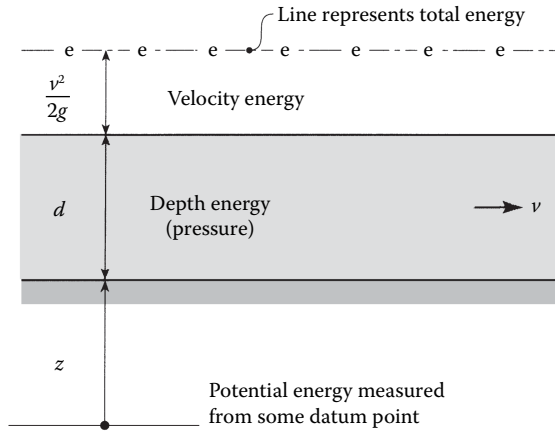 Line represents total energy
e e e e e e e
v²
2g
Velocity energy
d
Depth energy
(pressure)
v
z
Potential energy measured
from some datum point